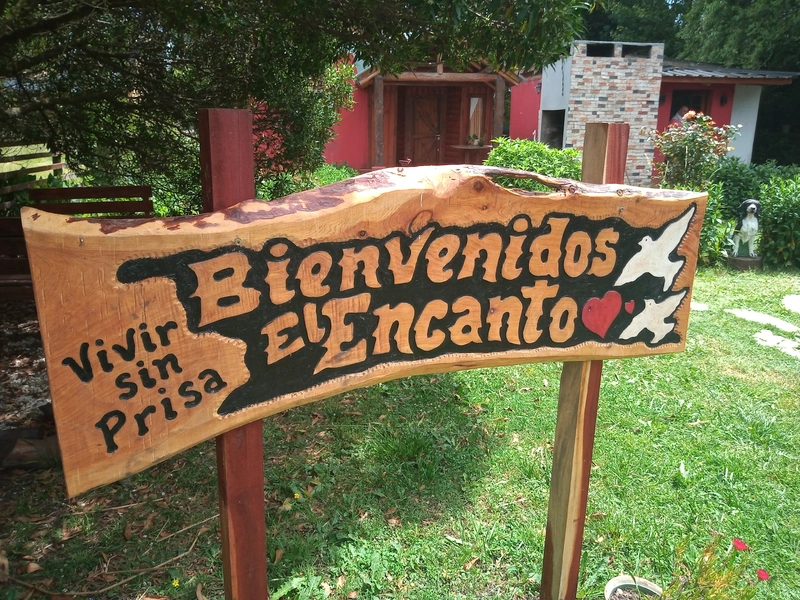 Bienvenidos
El Encanto
Vivir
sin
Prisa